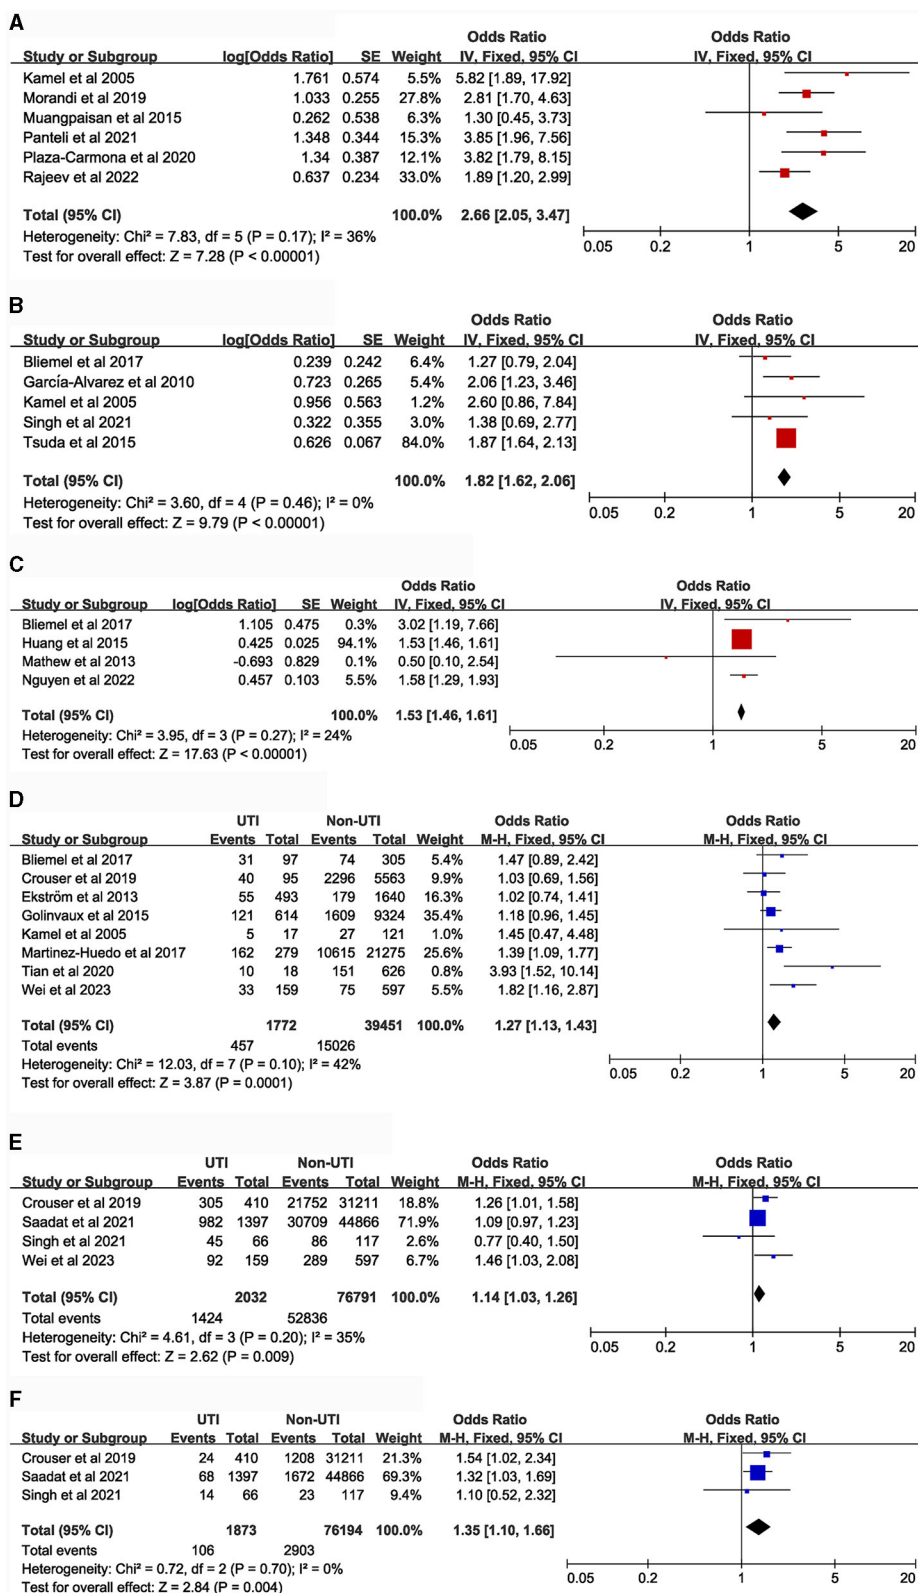 A
Odds Ratio Odds Ratio
Study or Subgroup log[Odds Ratio] SE Weight IV, Fixed, 95% CI IV, Fixed, 95% CI
Kamel et al 2005 1.761 0.574 5.5% 5.82 [1.89, 17.92]
Morandi et al 2019 1.033 0.255 27.8% 2.81 [1.70, 4.63]
Muangpaisan et al 2015 0.262 0.538 6.3% 1.30 [0.45, 3.73]
Panteli et al 2021 1.348 0.344 15.3% 3.85 [1.96, 7.56]
Plaza-Carmona et al 2020 1.34 0.387 12.1% 3.82 [1.79, 8.15]
Rajeev et al 2022 0.637 0.234 33.0% 1.89 [1.20, 2.99]
Total (95% CI) 100.0% 2.66 [2.05, 3.47]
Heterogeneity: Chi² = 7.83, df = 5 (P = 0.17); I² = 36%
Test for overall effect: Z = 7.28 (P < 0.00001)
0.05 0.2 1 5 20
B
Odds Ratio Odds Ratio
Study or Subgroup log[Odds Ratio] SE Weight IV, Fixed, 95% CI IV, Fixed, 95% CI
Bliemel et al 2017 0.239 0.242 6.4% 1.27 [0.79, 2.04]
García-Alvarez et al 2010 0.723 0.265 5.4% 2.06 [1.23, 3.46]
Kamel et al 2005 0.956 0.563 1.2% 2.60 [0.86, 7.84]
Singh et al 2021 0.322 0.355 3.0% 1.38 [0.69, 2.77]
Tsuda et al 2015 0.626 0.067 84.0% 1.87 [1.64, 2.13]
Total (95% CI) 100.0% 1.82 [1.62, 2.06]
Heterogeneity: Chi² = 3.60, df = 4 (P = 0.46); I² = 0%
Test for overall effect: Z = 9.79 (P < 0.00001)
0.05 0.2 1 5 20
C
Odds Ratio Odds Ratio
Study or Subgroup log[Odds Ratio] SE Weight IV, Fixed, 95% CI IV, Fixed, 95% CI
Bliemel et al 2017 1.105 0.475 0.3% 3.02 [1.19, 7.66]
Huang et al 2015 0.425 0.025 94.1% 1.53 [1.46, 1.61]
Mathew et al 2013 -0.693 0.829 0.1% 0.50 [0.10, 2.54]
Nguyen et al 2022 0.457 0.103 5.5% 1.58 [1.29, 1.93]
Total (95% CI) 100.0% 1.53 [1.46, 1.61]
Heterogeneity: Chi² = 3.95, df = 3 (P = 0.27); I² = 24%
Test for overall effect: Z = 17.63 (P < 0.00001)
0.05 0.2 1 5 20
D
UTI Non-UTI Odds Ratio Odds Ratio
Study or Subgroup Events Total Events Total Weight M-H, Fixed, 95% CI M-H, Fixed, 95% CI
Bliemel et al 2017 31 97 74 305 5.4% 1.47 [0.89, 2.42]
Crouser et al 2019 40 95 2296 5563 9.9% 1.03 [0.69, 1.56]
Ekström et al 2013 55 493 179 1640 16.3% 1.02 [0.74, 1.41]
Golinvaux et al 2015 121 614 1609 9324 35.4% 1.18 [0.96, 1.45]
Kamel et al 2005 5 17 27 121 1.0% 1.45 [0.47, 4.48]
Martinez-Huedo et al 2017 162 279 10615 21275 25.6% 1.39 [1.09, 1.77]
Tian et al 2020 10 18 151 626 0.8% 3.93 [1.52, 10.14]
Wei et al 2023 33 159 75 597 5.5% 1.82 [1.16, 2.87]
Total (95% CI) 1772 39451 100.0% 1.27 [1.13, 1.43]
Total events 457 15026
Heterogeneity: Chi² = 12.03, df = 7 (P = 0.10); I² = 42%
Test for overall effect: Z = 3.87 (P = 0.0001)
0.05 0.2 1 5 20
E
UTI Non-UTI Odds Ratio Odds Ratio
Study or Subgroup Events Total Events Total Weight M-H, Fixed, 95% CI M-H, Fixed, 95% CI
Crouser et al 2019 305 410 21752 31211 18.8% 1.26 [1.01, 1.58]
Saadat et al 2021 982 1397 30709 44866 71.9% 1.09 [0.97, 1.23]
Singh et al 2021 45 66 86 117 2.6% 0.77 [0.40, 1.50]
Wei et al 2023 92 159 289 597 6.7% 1.46 [1.03, 2.08]
Total (95% CI) 2032 76791 100.0% 1.14 [1.03, 1.26]
Total events 1424 52836
Heterogeneity: Chi² = 4.61, df = 3 (P = 0.20); I² = 35%
Test for overall effect: Z = 2.62 (P = 0.009)
0.05 0.2 1 5 20
F
UTI Non-UTI Odds Ratio Odds Ratio
Study or Subgroup Events Total Events Total Weight M-H, Fixed, 95% CI M-H, Fixed, 95% CI
Crouser et al 2019 24 410 1208 31211 21.3% 1.54 [1.02, 2.34]
Saadat et al 2021 68 1397 1672 44866 69.3% 1.32 [1.03, 1.69]
Singh et al 2021 14 66 23 117 9.4% 1.10 [0.52, 2.32]
Total (95% CI) 1873 76194 100.0% 1.35 [1.10, 1.66]
Total events 106 2903
Heterogeneity: Chi² = 0.72, df = 2 (P = 0.70); I² = 0%
Test for overall effect: Z = 2.84 (P = 0.004)
0.05 0.2 1 5 20